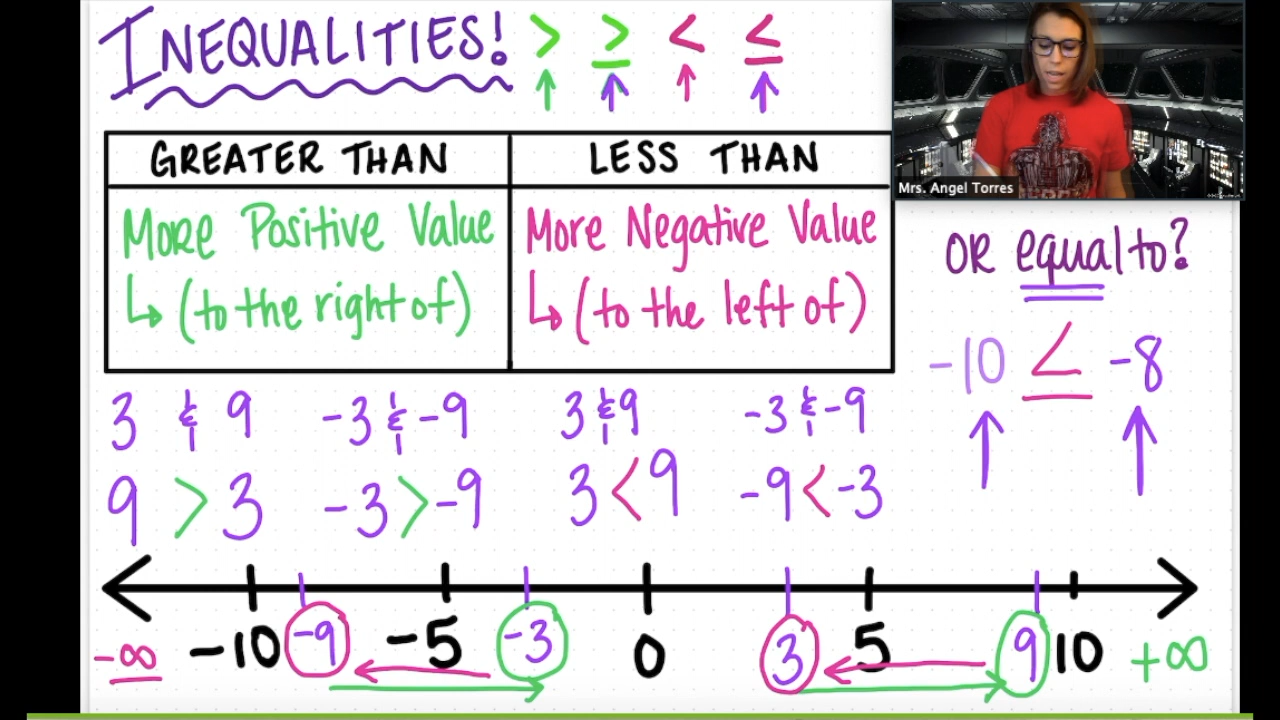 INEQUALITIES! > ≥ < ≤
GREATER THAN
LESS THAN
More Positive Value
↳ (to the right of)
More Negative Value
↳ (to the left of)
Mrs. Angel Torres
OR equal to?
-10 ≤ -8
3 & 9
-3 & -9
3 & 9
-3 & -9
9 > 3
-3 > -9
3 < 9
-9 < -3
-∞ -10 -9 -5 -3 0 3 5 9 10 +∞